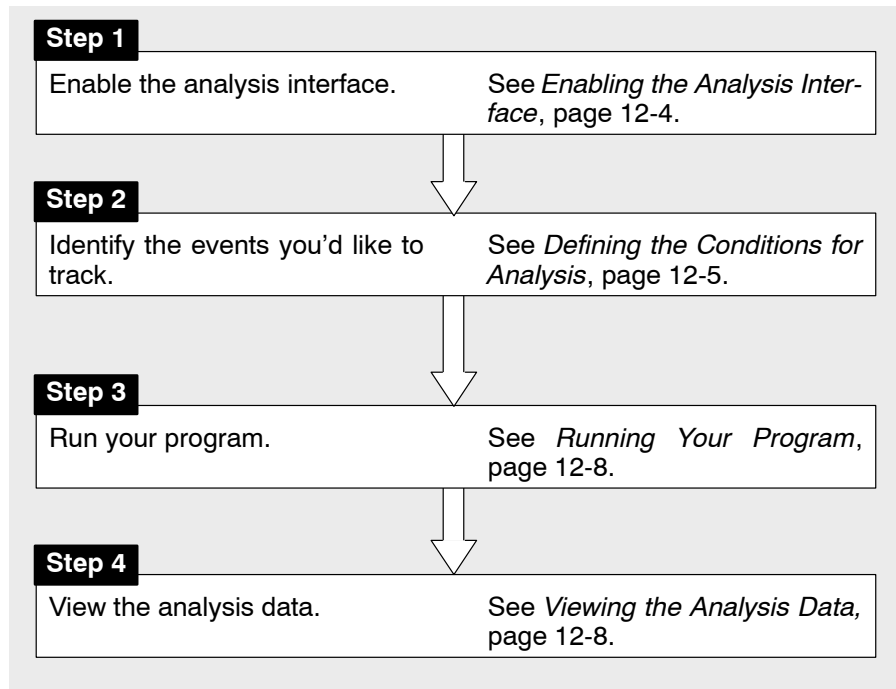 Step 1
Enable the analysis interface.
See Enabling the Analysis Inter-
face, page 12-4.
Step 2
Identify the events you’d like to
track.
See Defining the Conditions for
Analysis, page 12-5.
Step 3
Run your program.
See Running Your Program,
page 12-8.
Step 4
View the analysis data.
See Viewing the Analysis Data,
page 12-8.